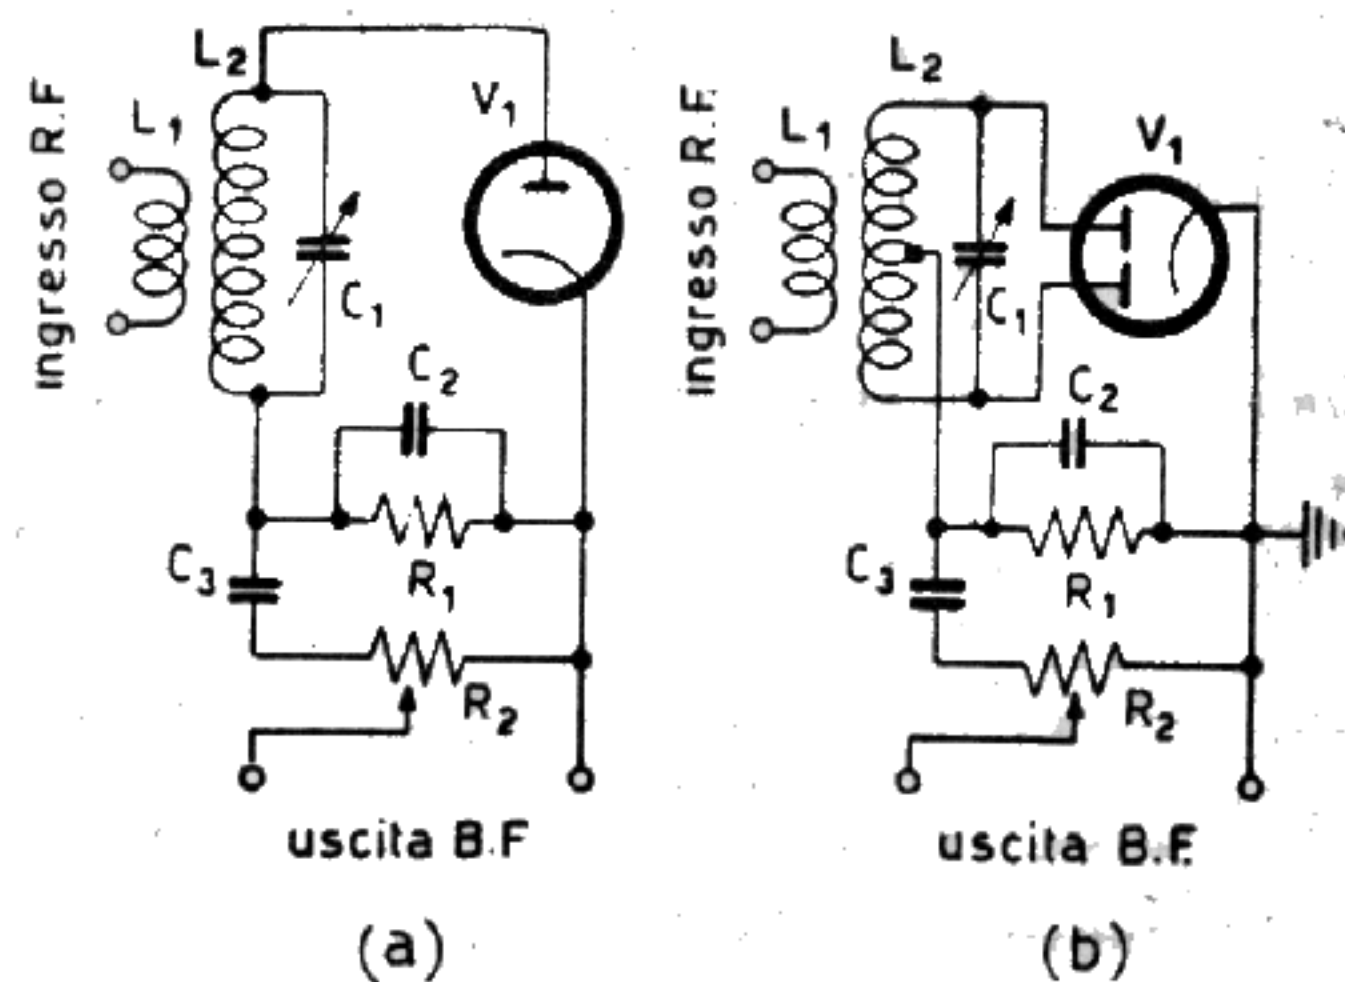 Ingresso R.F
L1
L2
C1
V1
C2
R1
C3
R2
uscita B.F
(a)
Ingresso R.F.
L1
L2
C1
V1
C2
R1
C3
R2
uscita B.F.
(b)